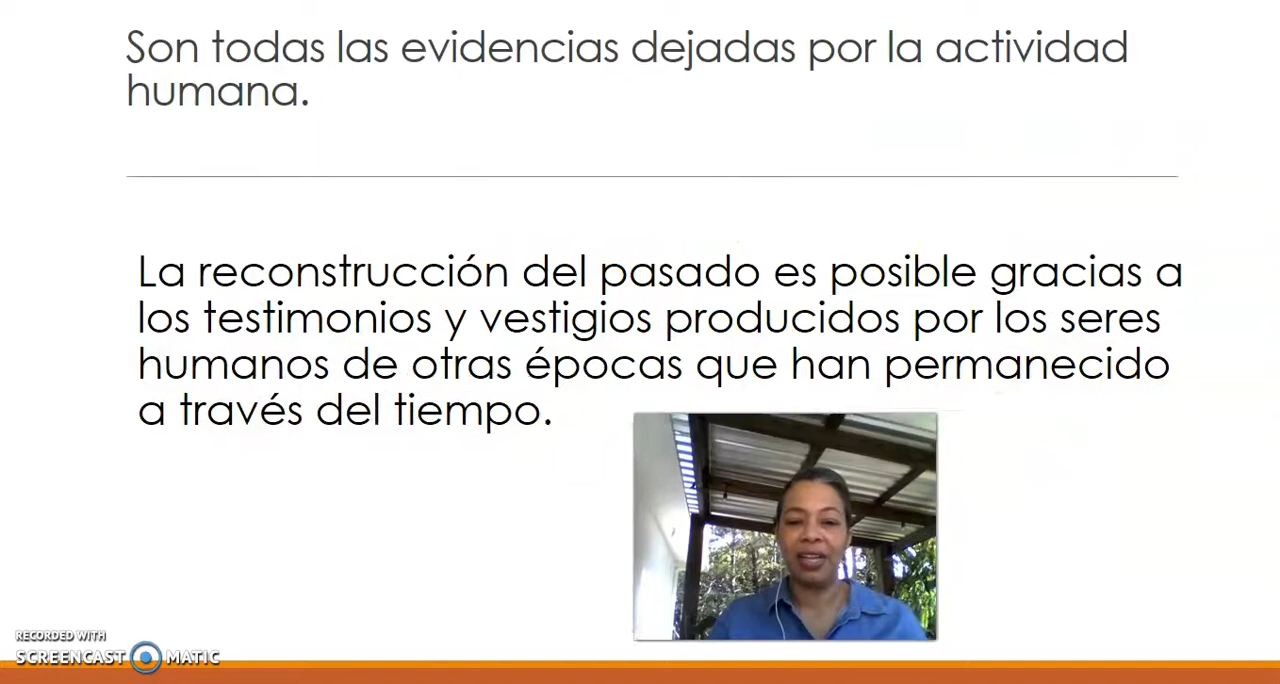 Son todas las evidencias dejadas por la actividad
humana.
La reconstrucción del pasado es posible gracias a
los testimonios y vestigios producidos por los seres
humanos de otras épocas que han permanecido
a través del tiempo.
RECORDED WITH
SCREENCAST MATIC